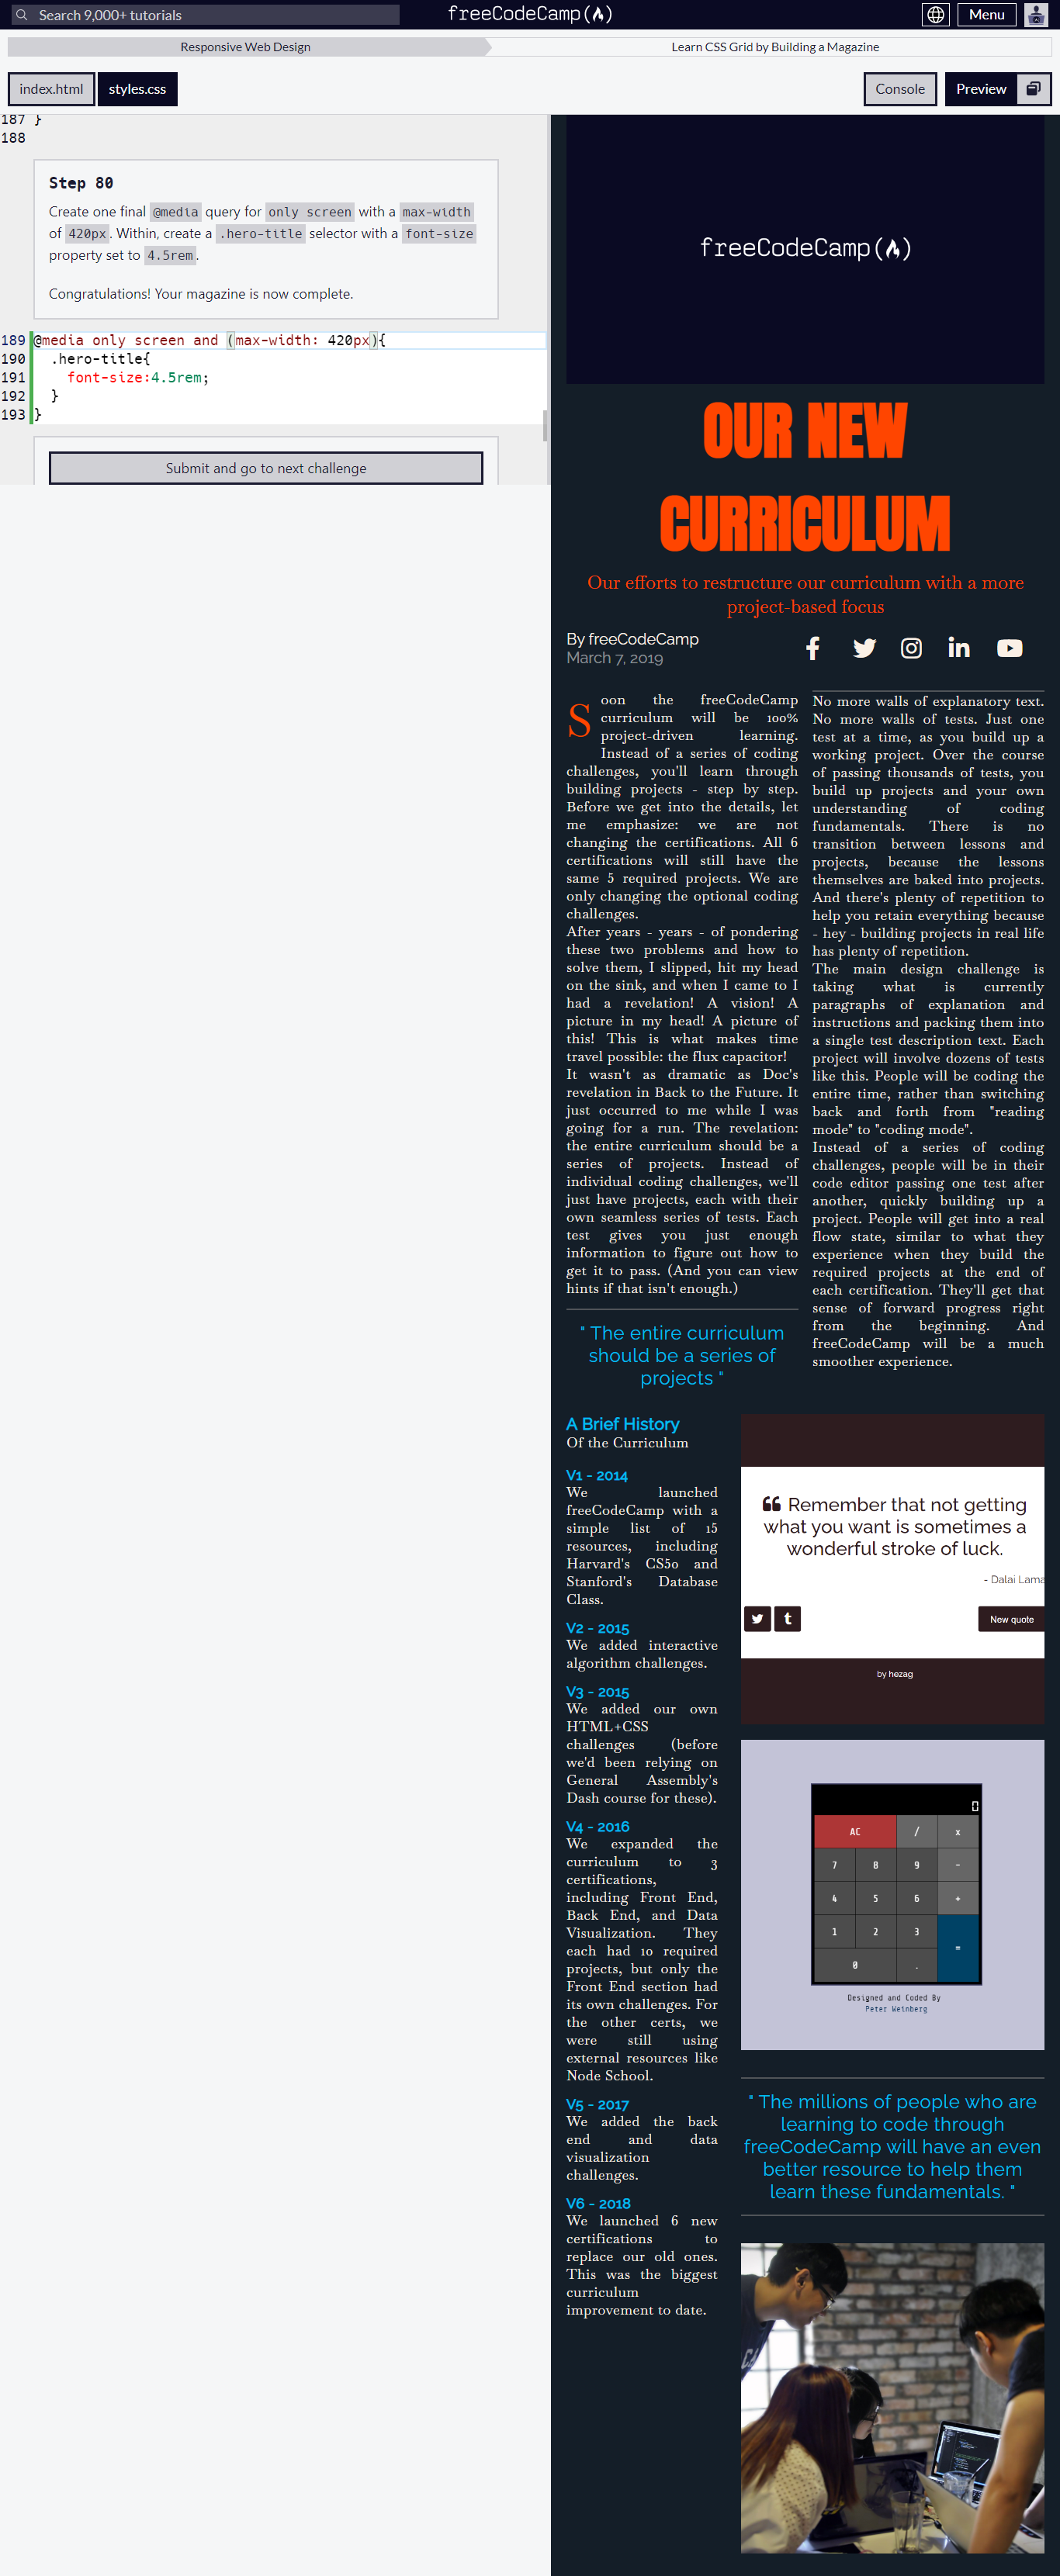 Search 9,000+ tutorials
freeCodeCamp(🔥)
Menu
Responsive Web Design
Learn CSS Grid by Building a Magazine
index.html
styles.css
Console
Preview
187 }
188
Step 80
Create one final @media query for only screen with a max-width
of 420px. Within, create a .hero-title selector with a font-size
property set to 4.5rem.
Congratulations! Your magazine is now complete.
189 @media only screen and (max-width: 420px){
190 .hero-title{
191 font-size:4.5rem;
192 }
193 }
Submit and go to next challenge
freeCodeCamp(🔥)
OUR NEW
CURRICULUM
Our efforts to restructure our curriculum with a more
project-based focus
By freeCodeCamp
March 7, 2019
Soon the freeCodeCamp
curriculum will be 100%
project-driven learning.
Instead of a series of coding
challenges, you'll learn through
building projects - step by step.
Before we get into the details, let
me emphasize: we are not
changing the certifications. All 6
certifications will still have the
same 5 required projects. We are
only changing the optional coding
challenges.
After years - years - of pondering
these two problems and how to
solve them, I slipped, hit my head
on the sink, and when I came to I
had a revelation! A vision! A
picture in my head! A picture of
this! This is what makes time
travel possible: the flux capacitor!
It wasn't as dramatic as Doc's
revelation in Back to the Future. It
just occurred to me while I was
going for a run. The revelation:
the entire curriculum should be a
series of projects. Instead of
individual coding challenges, we'll
just have projects, each with their
own seamless series of tests. Each
test gives you just enough
information to figure out how to
get it to pass. (And you can view
hints if that isn't enough.)
" The entire curriculum
should be a series of
projects "
No more walls of explanatory text.
No more walls of tests. Just one
test at a time, as you build up a
working project. Over the course
of passing thousands of tests, you
build up projects and your own
understanding of coding
fundamentals. There is no
transition between lessons and
projects, because the lessons
themselves are baked into projects.
And there's plenty of repetition to
help you retain everything because
- hey - building projects in real life
has plenty of repetition.
The main design challenge is
taking what is currently
paragraphs of explanation and
instructions and packing them into
a single test description text. Each
project will involve dozens of tests
like this. People will be coding the
entire time, rather than switching
back and forth from "reading
mode" to "coding mode".
Instead of a series of coding
challenges, people will be in their
code editor passing one test after
another, quickly building up a
project. People will get into a real
flow state, similar to what they
experience when they build the
required projects at the end of
each certification. They'll get that
sense of forward progress right
from the beginning. And
freeCodeCamp will be a much
smoother experience.
A Brief History
Of the Curriculum
V1 - 2014
We launched
freeCodeCamp with a
simple list of 15
resources, including
Harvard's CS50 and
Stanford's Database
Class.
V2 - 2015
We added interactive
algorithm challenges.
V3 - 2015
We added our own
HTML+CSS
challenges (before
we'd been relying on
General Assembly's
Dash course for these).
V4 - 2016
We expanded the
curriculum to 3
certifications,
including Front End,
Back End, and Data
Visualization. They
each had 10 required
projects, but only the
Front End section had
its own challenges. For
the other certs, we
were still using
external resources like
Node School.
V5 - 2017
We added the back
end and data
visualization
challenges.
V6 - 2018
We launched 6 new
certifications to
replace our old ones.
This was the biggest
curriculum
improvement to date.
“ Remember that not getting
what you want is sometimes a
wonderful stroke of luck.
- Dalai Lama
New quote
by hezag
0
AC / x
7 8 9 -
4 5 6 +
1 2 3 =
0 .
Designed and Coded By
Peter Weinberg
" The millions of people who are
learning to code through
freeCodeCamp will have an even
better resource to help them
learn these fundamentals. "